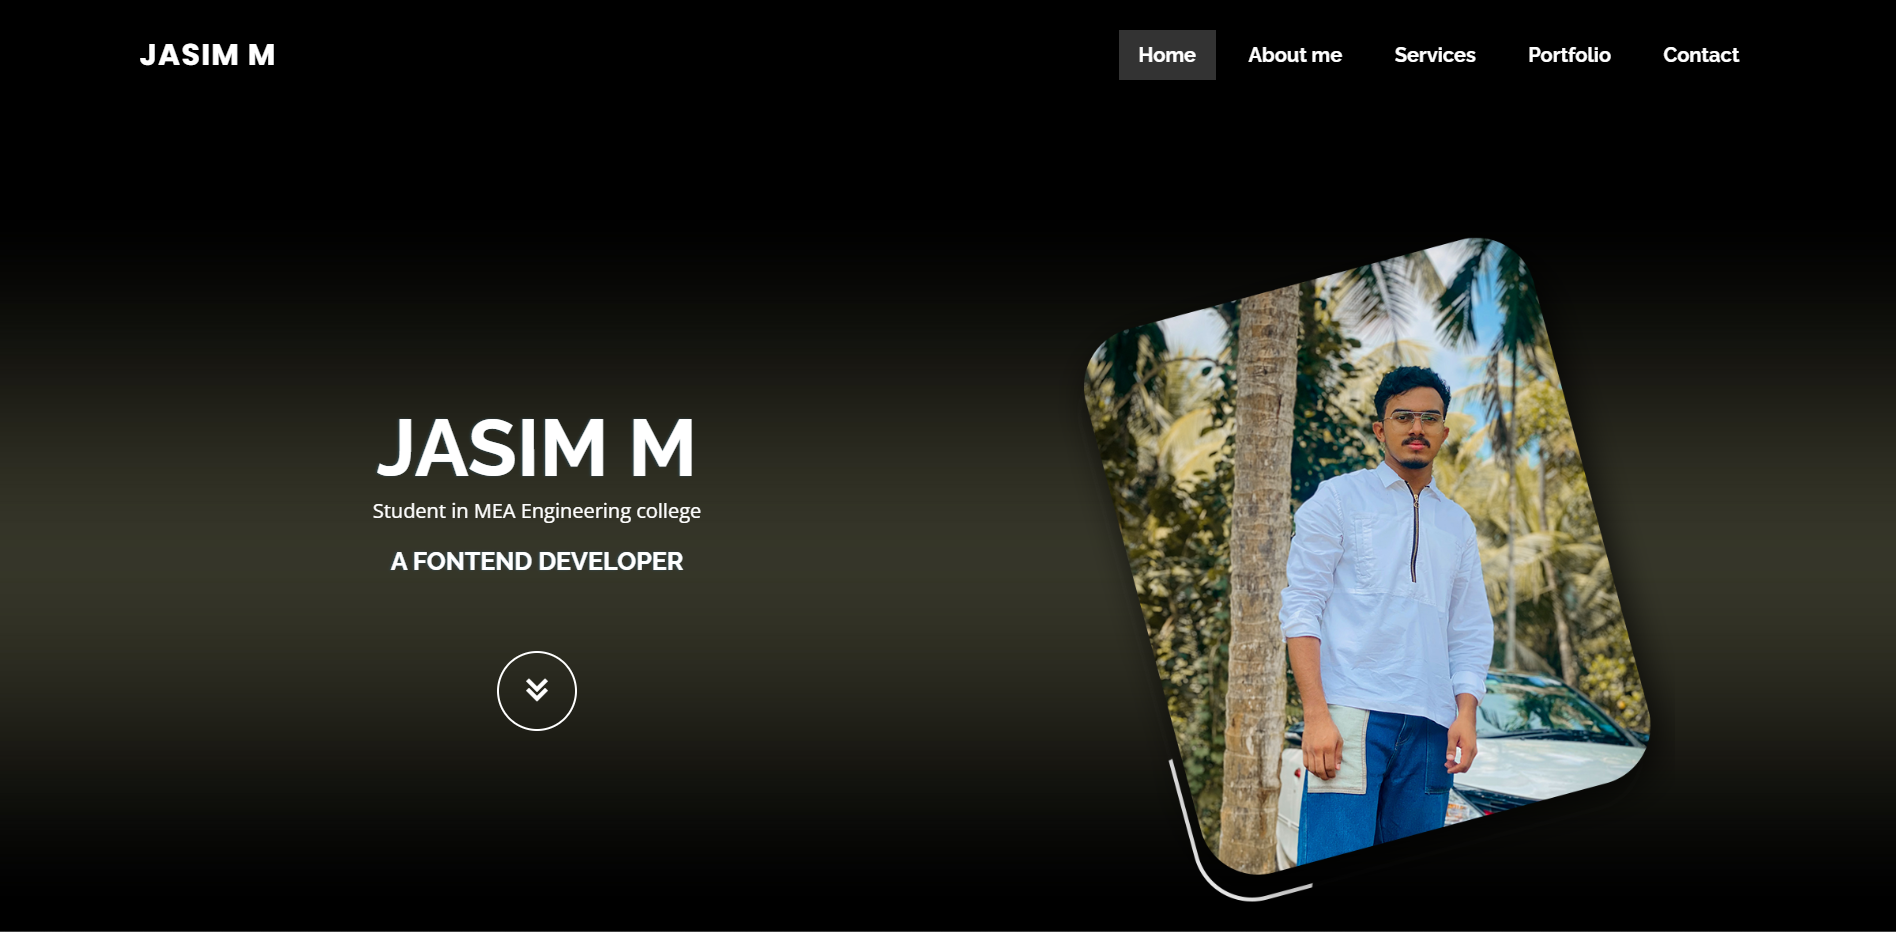 JASIM M
Home About me Services Portfolio Contact
JASIM M
Student in MEA Engineering college
A FONTEND DEVELOPER